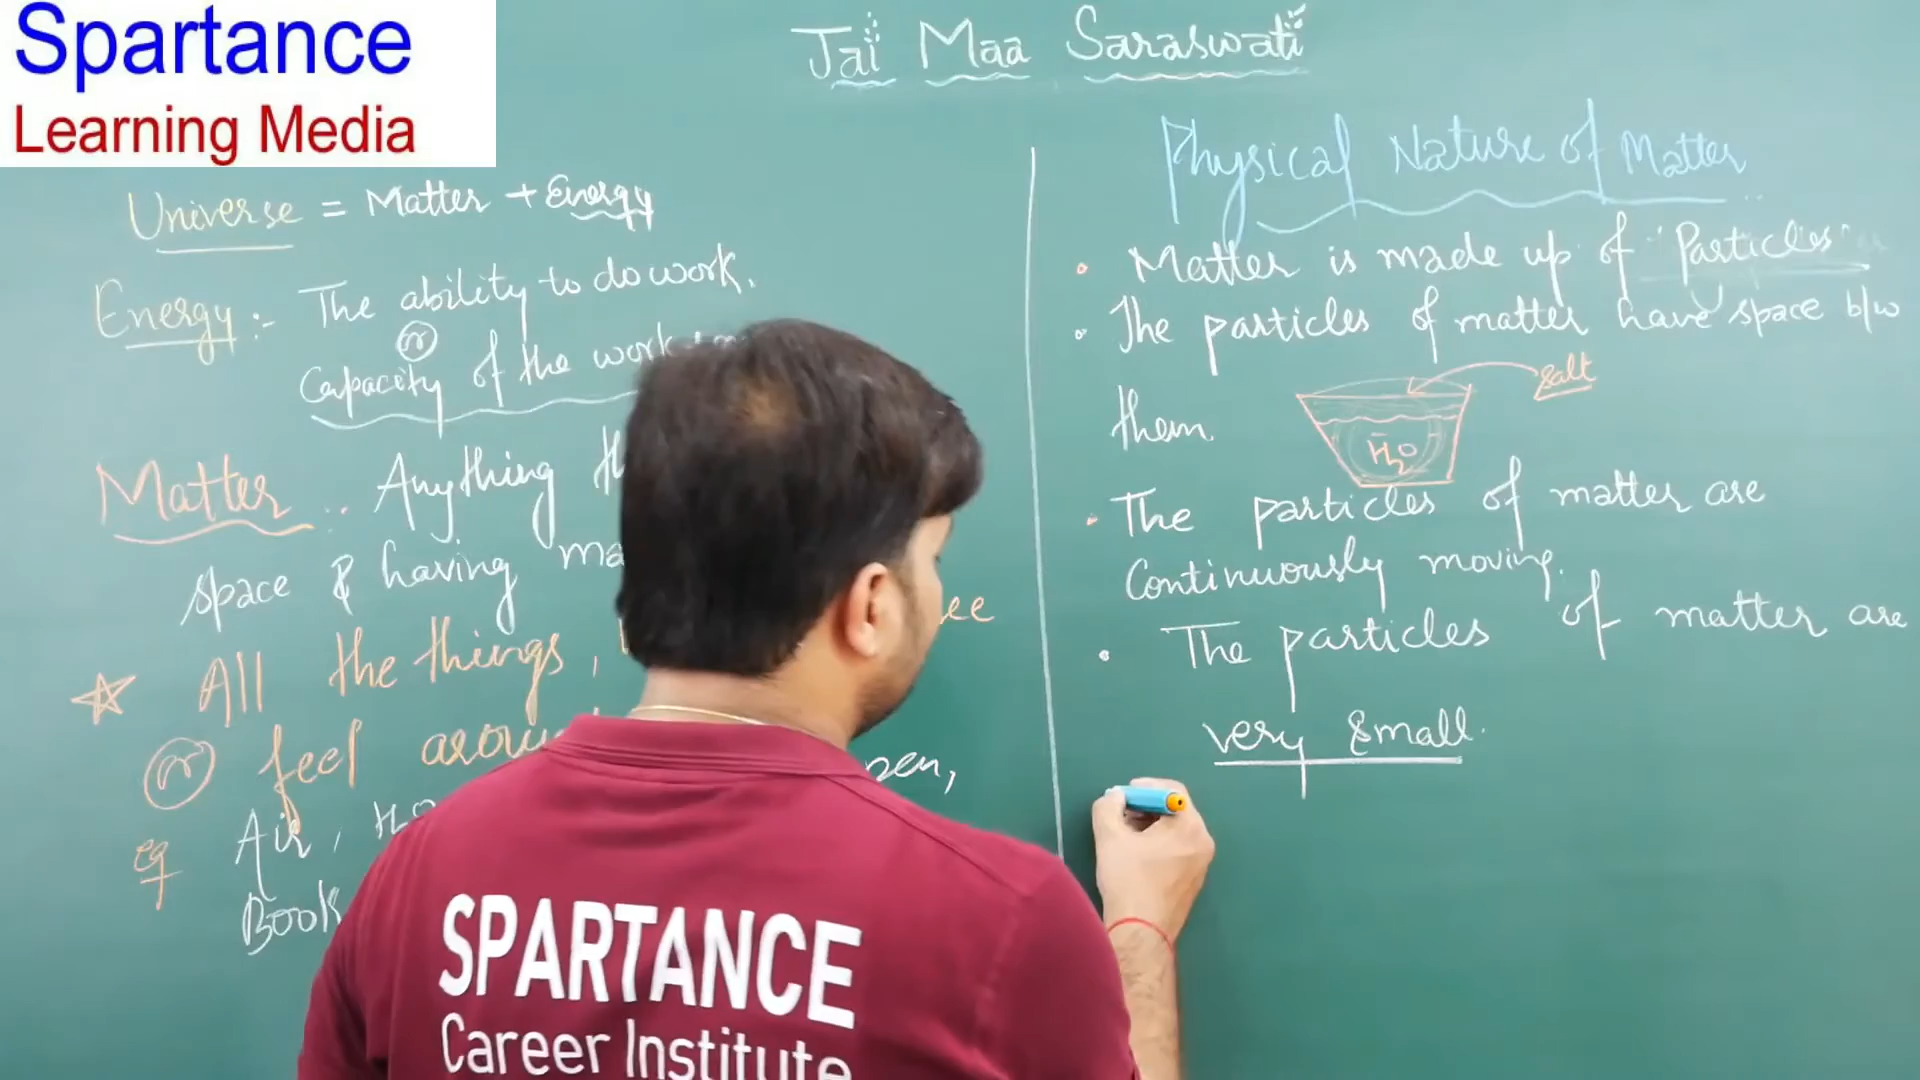 Spartance
Learning Media
Jai Maa Saraswati
Universe = Matter + Energy
Energy :- The ability to do work.
or
Capacity of the work
Matter :- Anything
space & having
All the things,
or feel
eg Air, H2O
pen,
Book
Physical Nature of Matter
• Matter is made up of "Particles"
• The particles of matter have space b/w
them.
salt
H2O
• The particles of matter are
Continuously moving.
• The particles of matter are
very small.
SPARTANCE
Career Institute